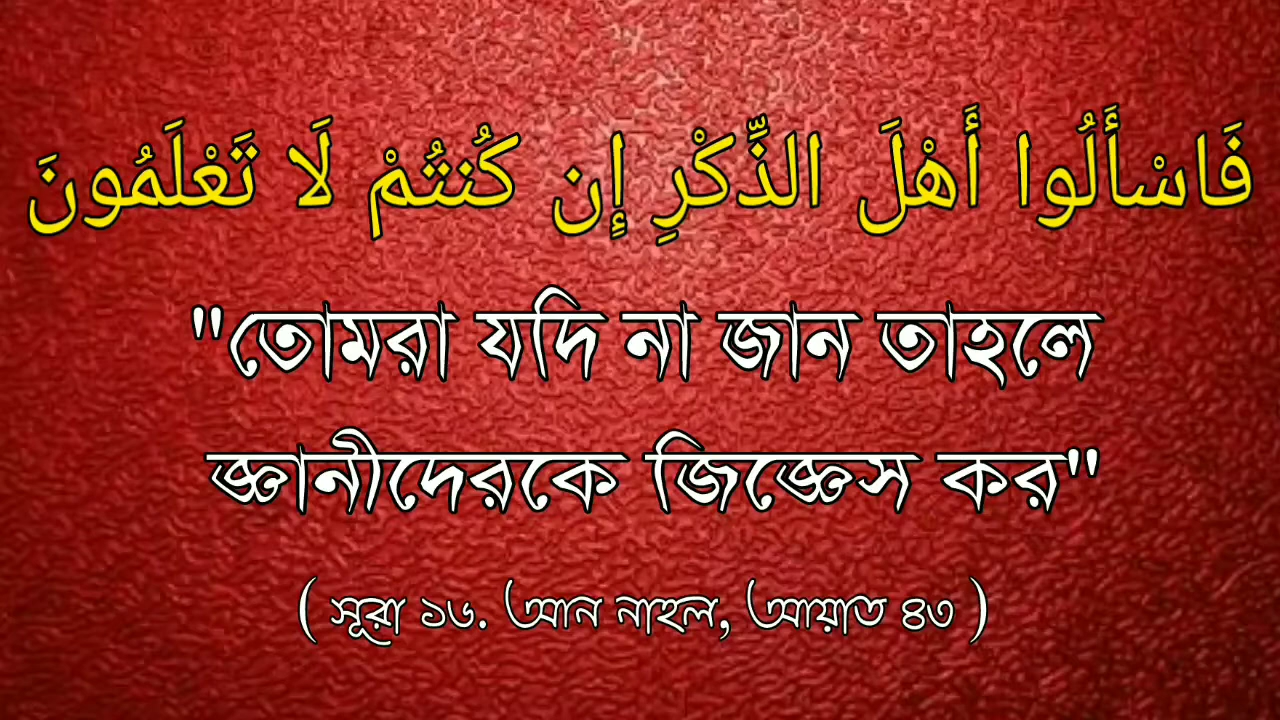 فَاسْأَلُوا أَهْلَ الذِّكْرِ إِن كُنتُمْ لَا تَعْلَمُونَ
"তোমরা যদি না জান তাহলে
জ্ঞানীদেরকে জিজ্ঞেস কর"
( সূরা ১৬. আন নাহল, আয়াত ৪৩ )